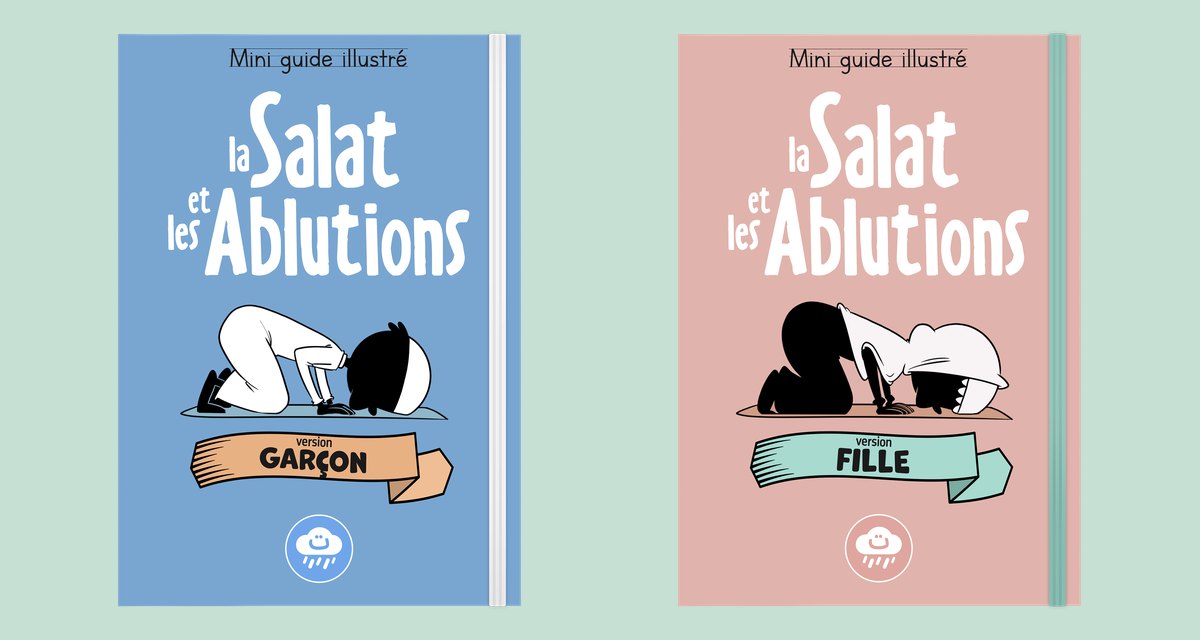 Mini guide illustré
la Salat
et
les Ablutions
version
GARÇON
Mini guide illustré
la Salat
et
les Ablutions
version
FILLE